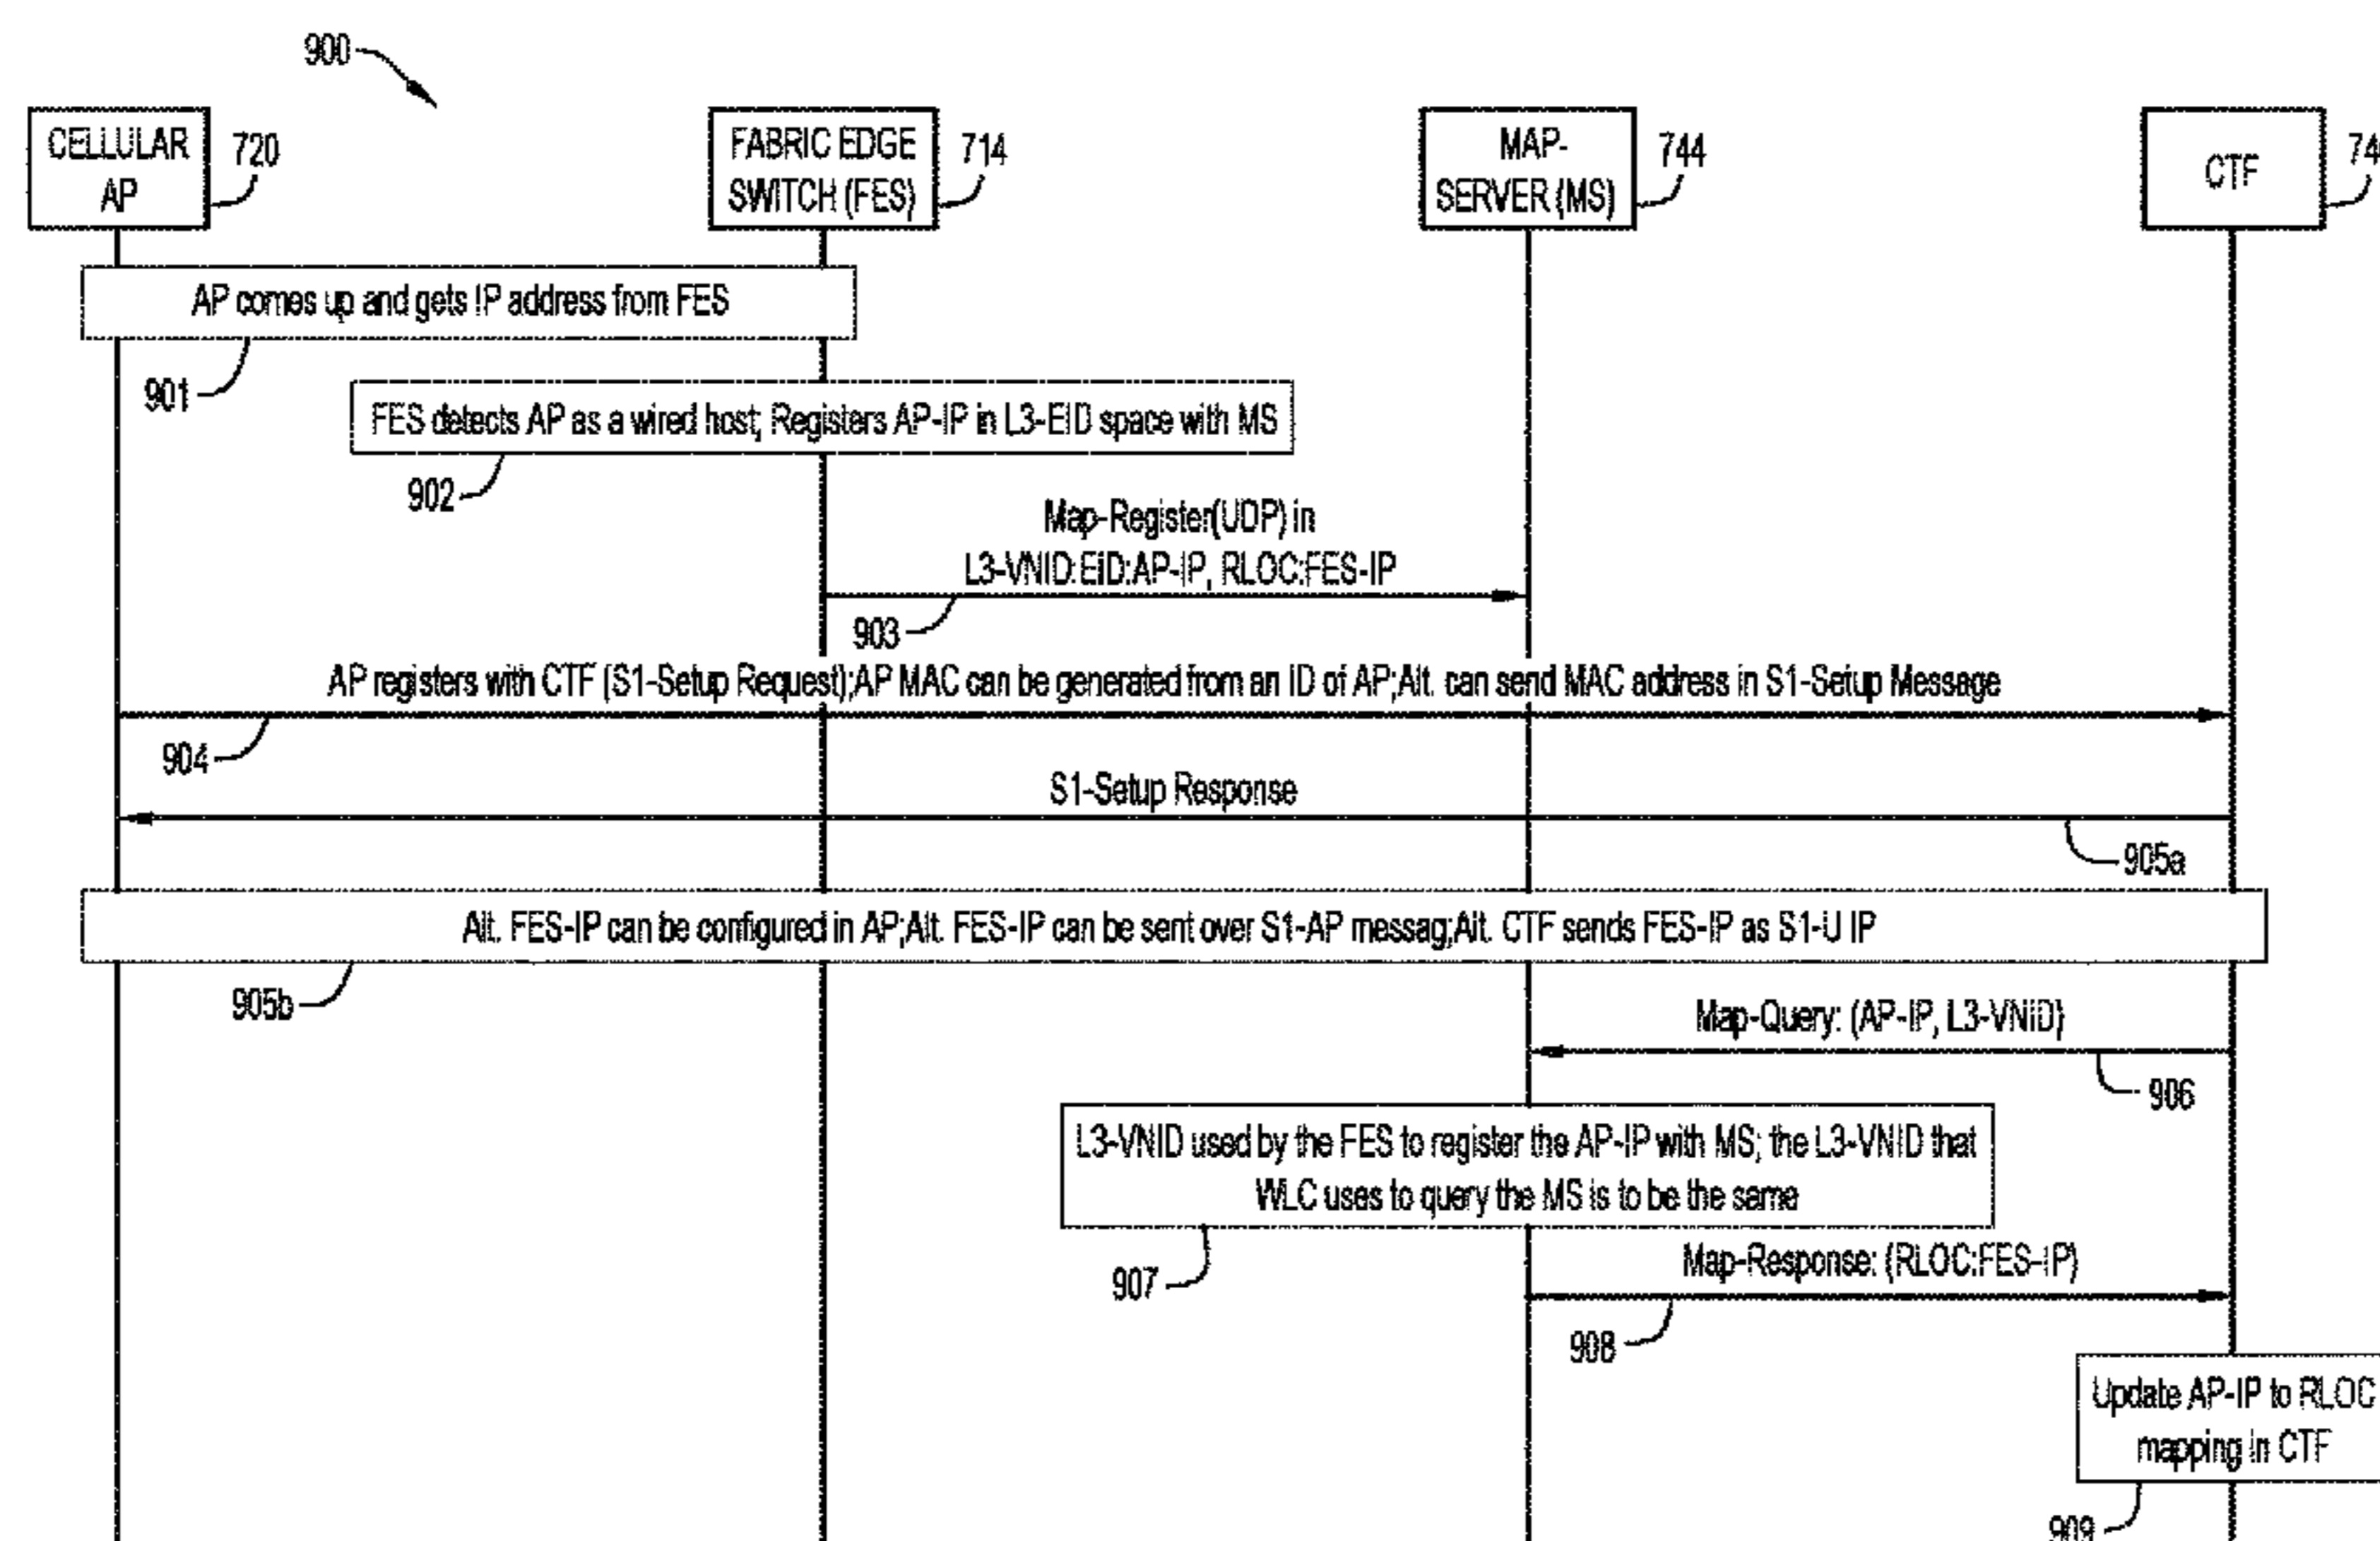 900
CELLULAR
AP
720
FABRIC EDGE
SWITCH (FES)
714
MAP-
SERVER (MS)
744
CTF
AP comes up and gets IP address from FES
901
FES detects AP as a wired host; Registers AP-IP in L3-EID space with MS
902
Map-Register(UDP) in
L3-VNID:EID:AP-IP, RLOC:FES-IP
903
AP registers with CTF (S1-Setup Request);AP MAC can be generated from an ID of AP;Alt. can send MAC address in S1-Setup Message
904
S1-Setup Response
905a
Alt. FES-IP can be configured in AP;Alt. FES-IP can be sent over S1-AP messag;Alt. CTF sends FES-IP as S1-U IP
905b
Map-Query: (AP-IP, L3-VNID)
906
L3-VNID used by the FES to register the AP-IP with MS; the L3-VNID that
WLC uses to query the MS is to be the same
907
Map-Response: (RLOC:FES-IP)
908
Update AP-IP to RLOC
mapping in CTF
909